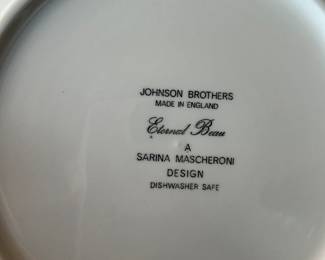 JOHNSON BROTHERS
MADE IN ENGLAND
Eternal Beau
A
SARINA MASCHERONI
DESIGN
DISHWASHER SAFE